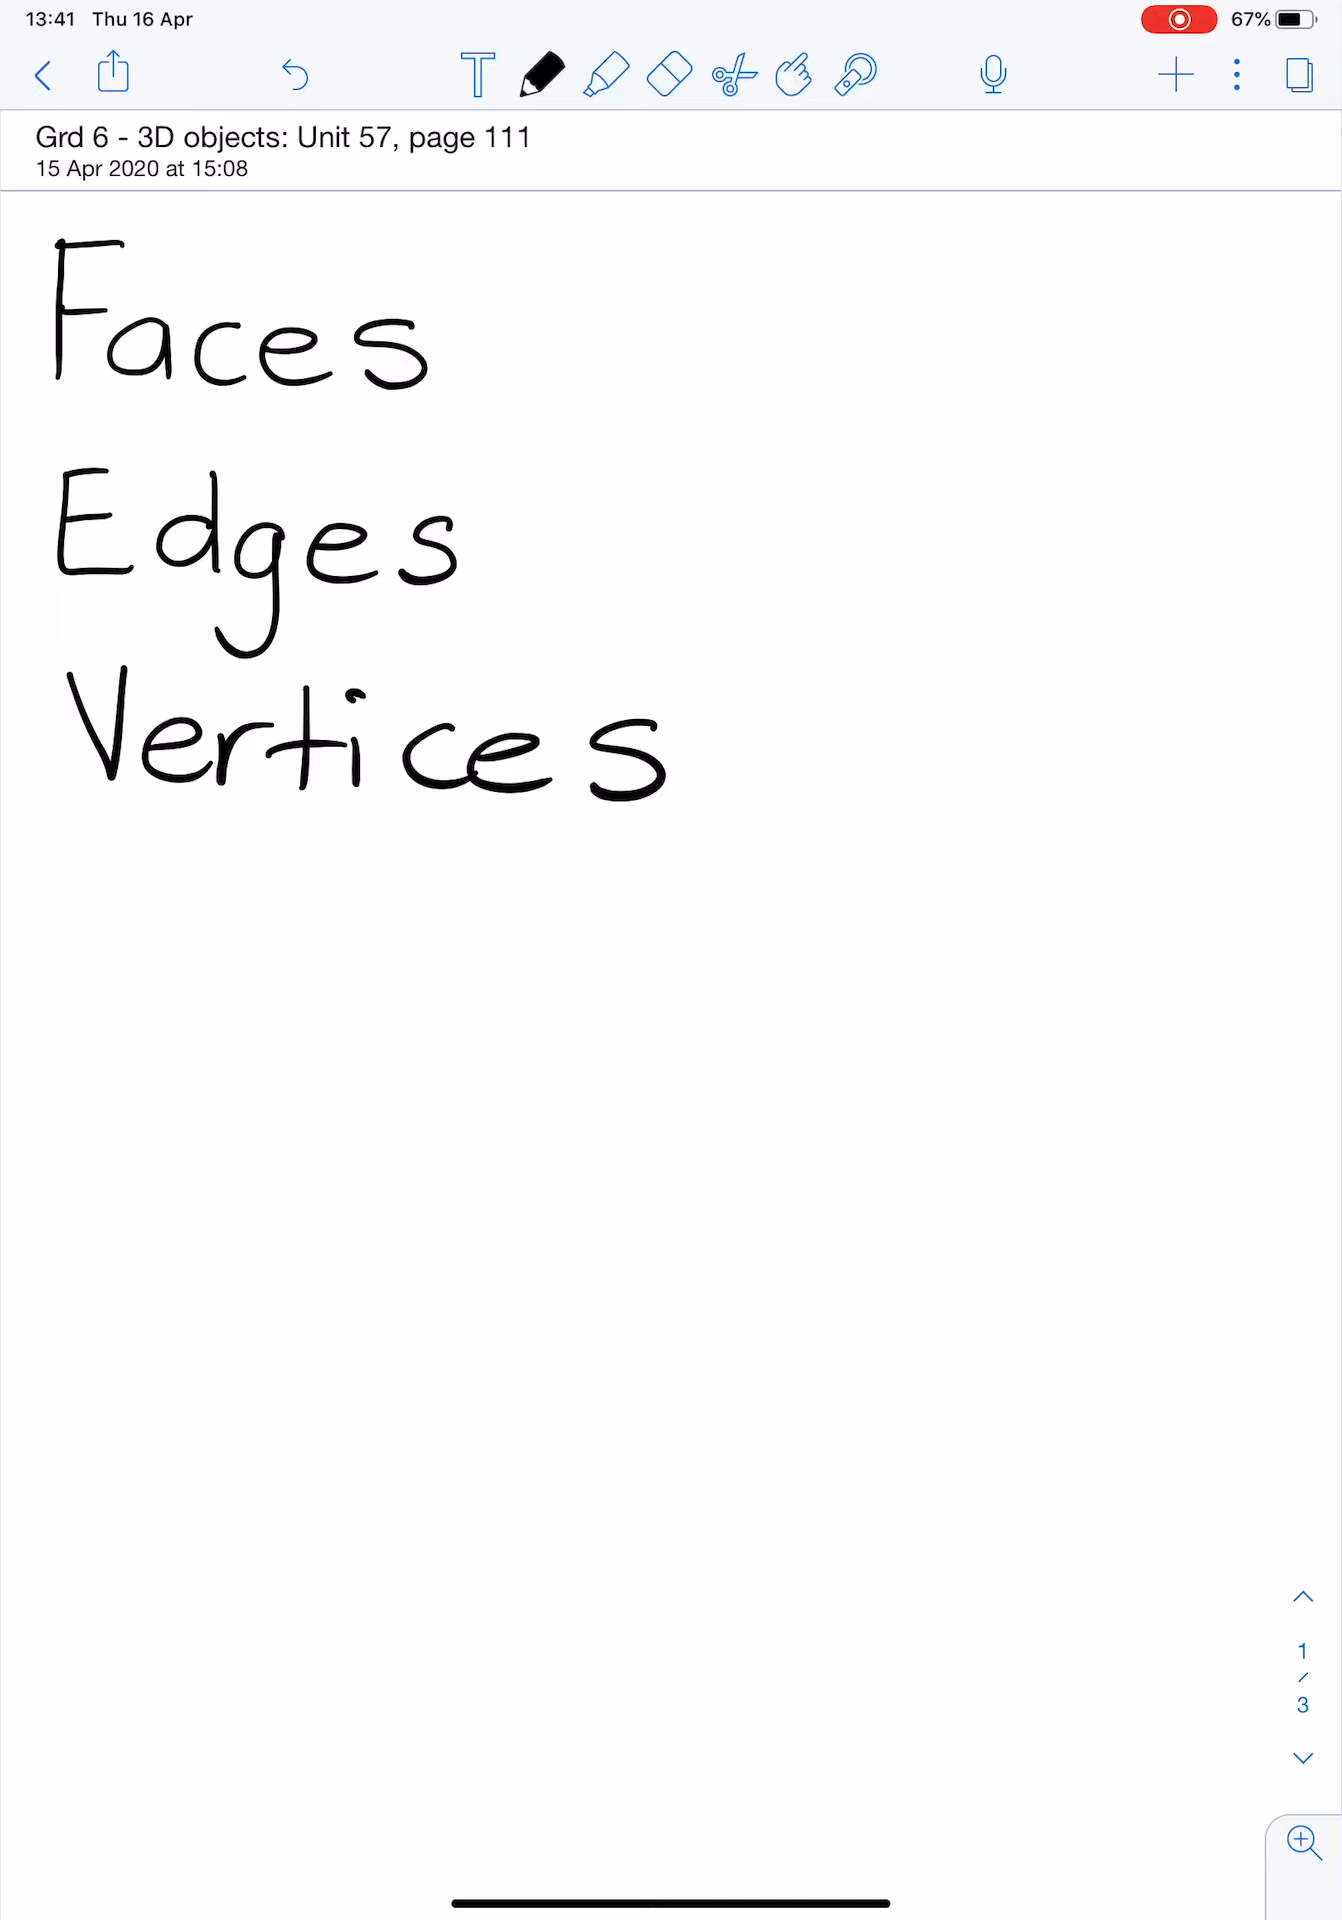 13:41 Thu 16 Apr 67%
Grd 6 - 3D objects: Unit 57, page 111
15 Apr 2020 at 15:08
Faces
Edges
Vertices
1
/
3